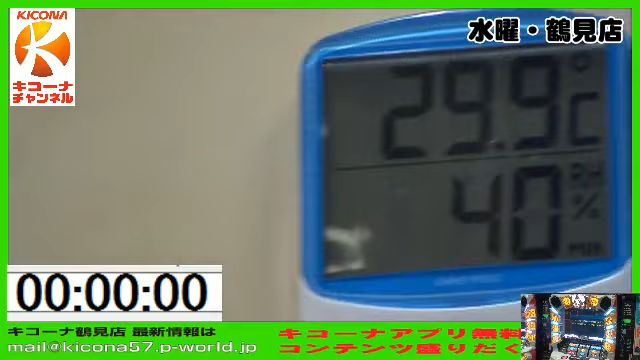 KICONA
キコーナ
チャンネル
水曜・鶴見店
29.9°C
40 RH %
00:00:00
キコーナ鶴見店 最新情報は
mail@kicona57.p-world.jp
キコーナアプリ無料
コンテンツ盛りだく